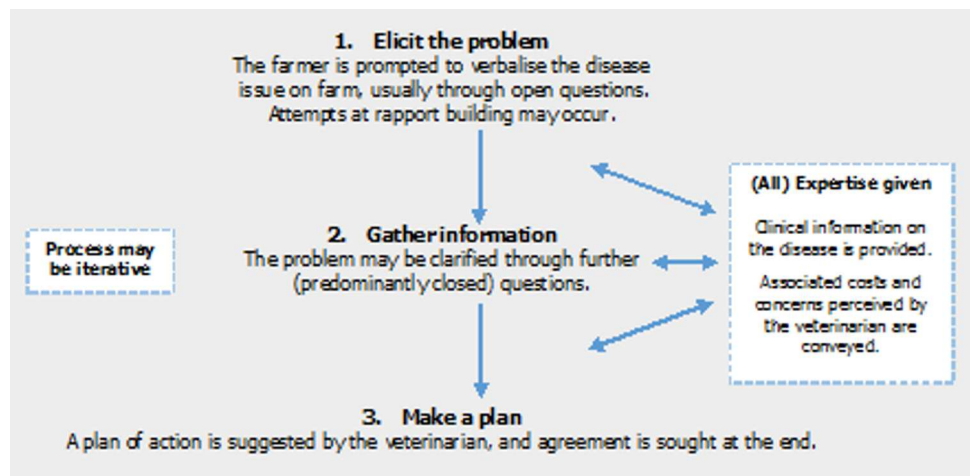 1. Elicit the problem
The farmer is prompted to verbalise the disease
issue on farm, usually through open questions.
Attempts at rapport building may occur.
(All) Expertise given
Clinical information on
the disease is provided.
Associated costs and
concerns perceived by
the veterinarian are
conveyed.
Process may
be iterative
2. Gather information
The problem may be clarified through further
(predominantly closed) questions.
3. Make a plan
A plan of action is suggested by the veterinarian, and agreement is sought at the end.